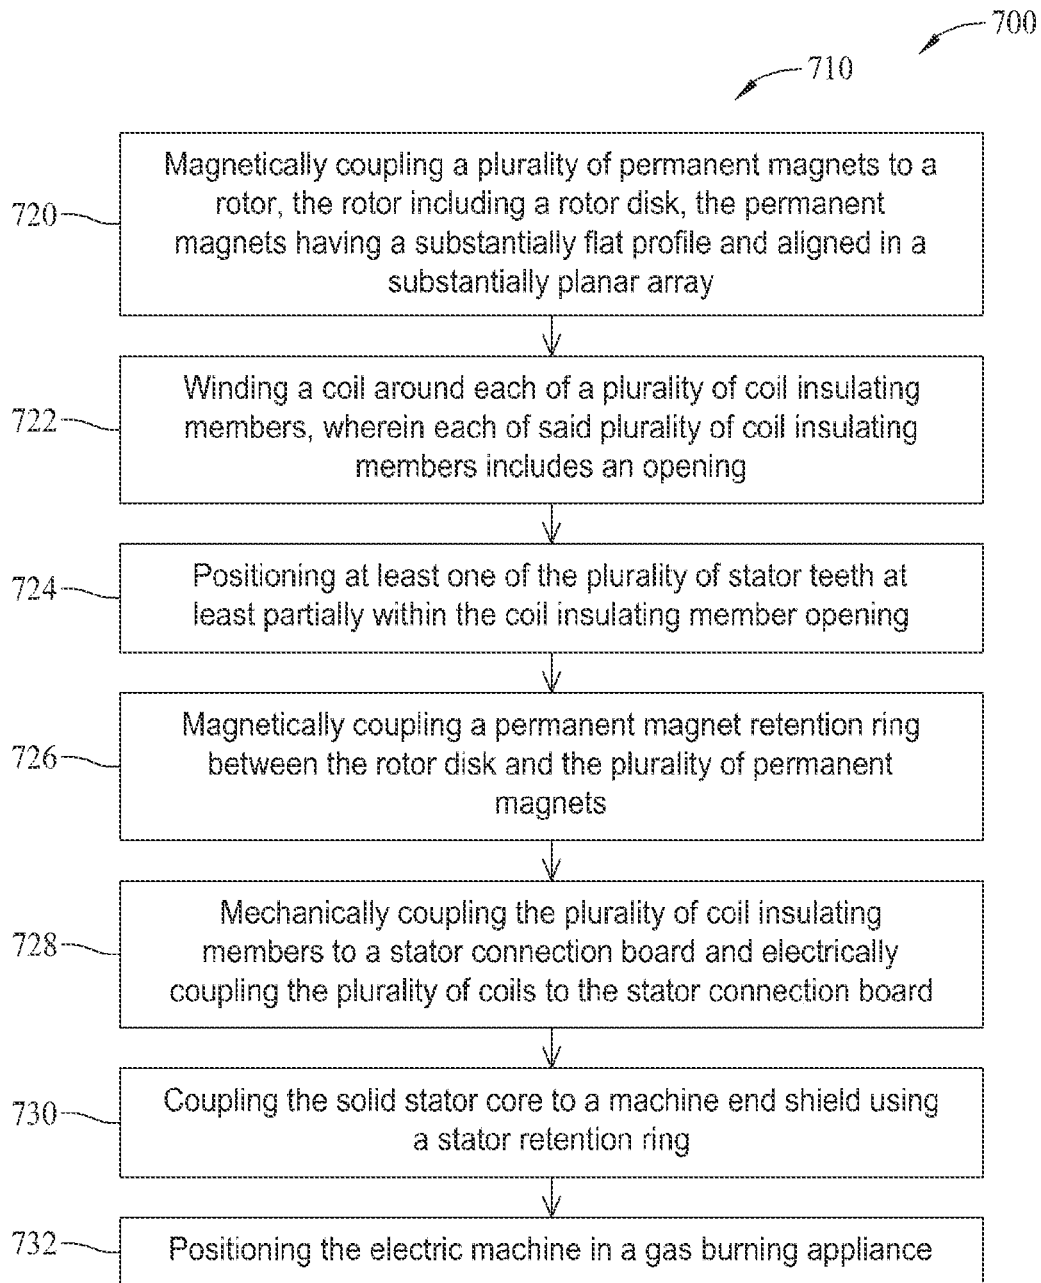 700
710
720
Magnetically coupling a plurality of permanent magnets to a
rotor, the rotor including a rotor disk, the permanent
magnets having a substantially flat profile and aligned in a
substantially planar array
722
Winding a coil around each of a plurality of coil insulating
members, wherein each of said plurality of coil insulating
members includes an opening
724
Positioning at least one of the plurality of stator teeth at
least partially within the coil insulating member opening
726
Magnetically coupling a permanent magnet retention ring
between the rotor disk and the plurality of permanent
magnets
728
Mechanically coupling the plurality of coil insulating
members to a stator connection board and electrically
coupling the plurality of coils to the stator connection board
730
Coupling the solid stator core to a machine end shield using
a stator retention ring
732
Positioning the electric machine in a gas burning appliance